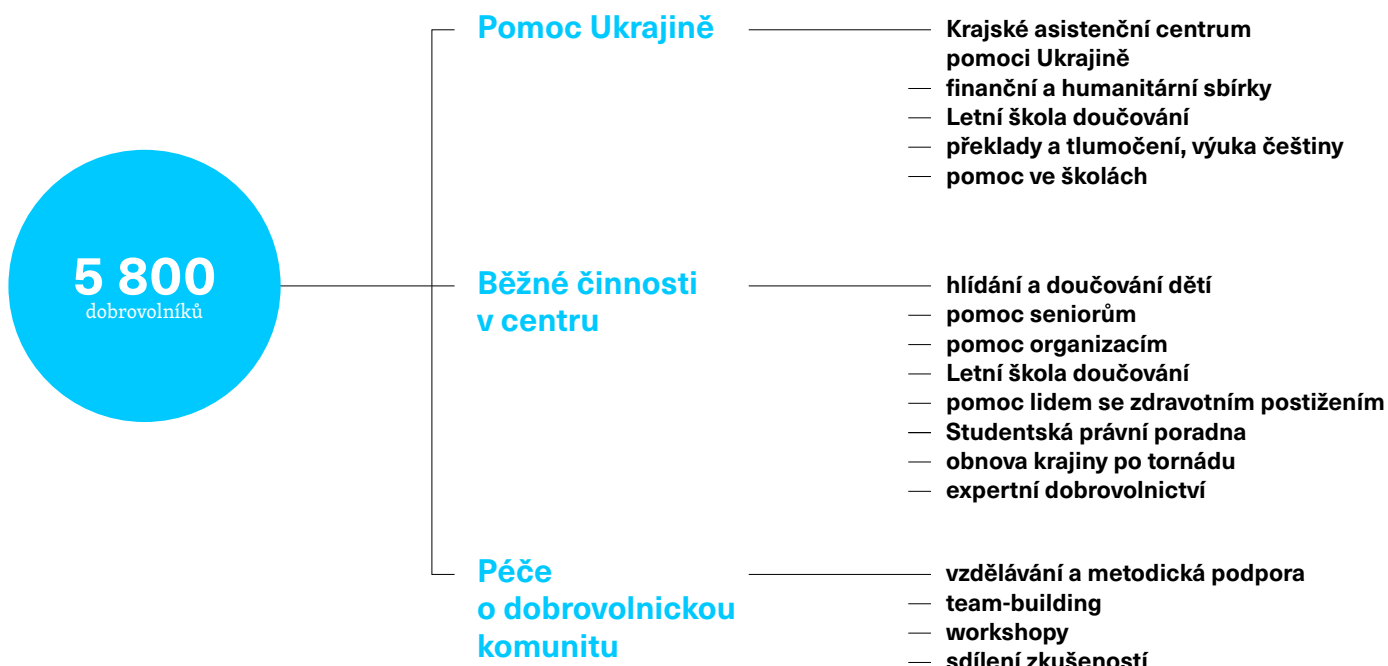 5 800
dobrovolníků
Pomoc Ukrajině
Krajské asistenční centrum
pomoci Ukrajině
— finanční a humanitární sbírky
— Letní škola doučování
— překlady a tlumočení, výuka češtiny
— pomoc ve školách
Běžné činnosti
v centru
hlídání a doučování dětí
— pomoc seniorům
— pomoc organizacím
— Letní škola doučování
— pomoc lidem se zdravotním postižením
— Studentská právní poradna
— obnova krajiny po tornádu
— expertní dobrovolnictví
Péče
o dobrovolnickou
komunitu
vzdělávání a metodická podpora
— team-building
— workshopy
— sdílení zkušeností